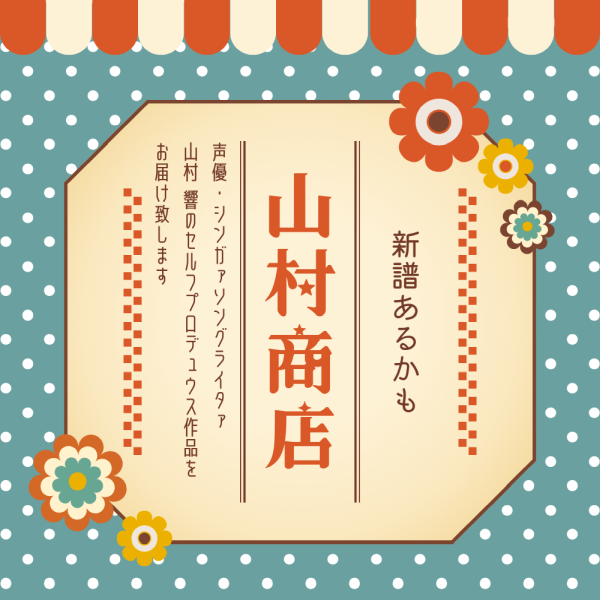 新譜あるかも
山村商店
声優・シンガァソングライタァ
山村 響のセルフプロデュウス作品を
お届け致します